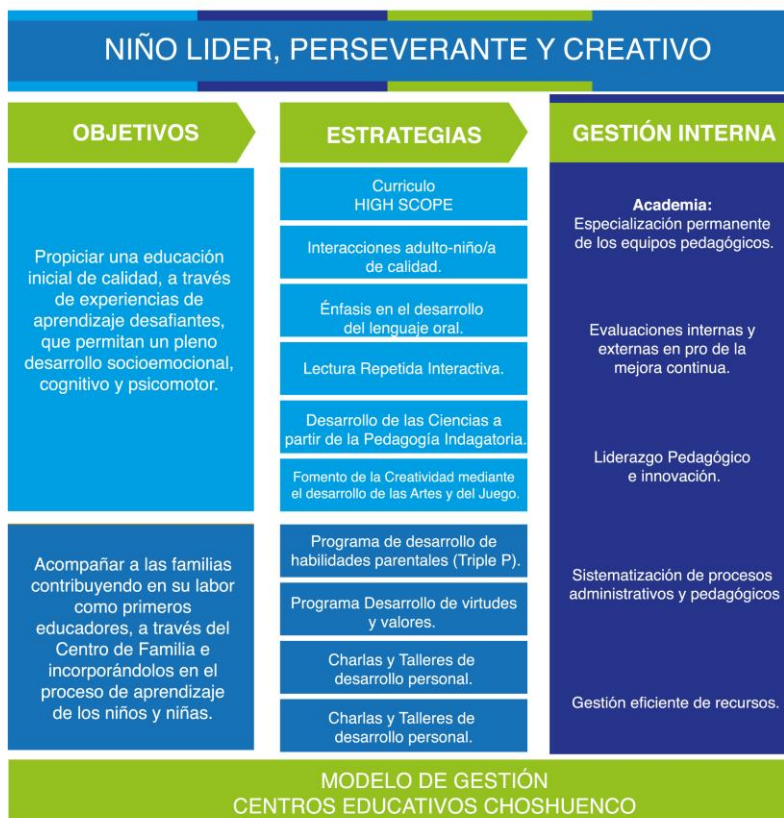 NIÑO LIDER, PERSEVERANTE Y CREATIVO
OBJETIVOS
Propiciar una educación
inicial de calidad, a través
de experiencias de
aprendizaje desafiantes,
que permitan un pleno
desarrollo socioemocional,
cognitivo y psicomotor.
Acompañar a las familias
contribuyendo en su labor
como primeros
educadores, a través del
Centro de Familia e
incorporándolos en el
proceso de aprendizaje
de los niños y niñas.
ESTRATEGIAS
Curriculo
HIGH SCOPE
Interacciones adulto-niño/a
de calidad.
Énfasis en el desarrollo
del lenguaje oral.
Lectura Repetida Interactiva.
Desarrollo de las Ciencias a
partir de la Pedagogía Indagatoria.
Fomento de la Creatividad mediante
el desarrollo de las Artes y del Juego.
Programa de desarrollo de
habilidades parentales (Triple P).
Programa Desarrollo de virtudes
y valores.
Charlas y Talleres de
desarrollo personal.
Charlas y Talleres de
desarrollo personal.
GESTIÓN INTERNA
Academia:
Especialización permanente
de los equipos pedagógicos.
Evaluaciones internas y
externas en pro de la
mejora continua.
Liderazgo Pedagógico
e innovación.
Sistematización de procesos
administrativos y pedagógicos
Gestión eficiente de recursos.
MODELO DE GESTIÓN
CENTROS EDUCATIVOS CHOSHUENCO